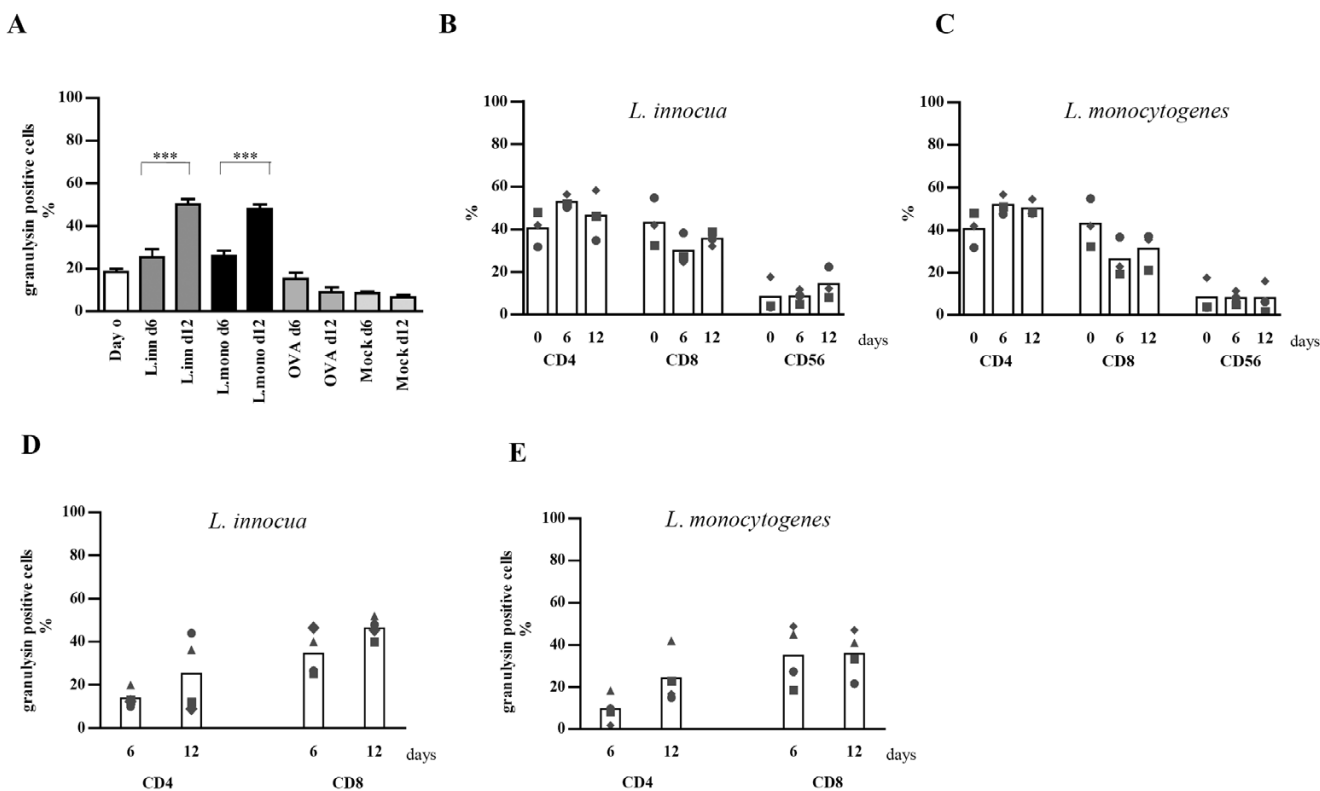 A
B
C
granulysin positive cells
%
100
80
60
40
20
0
***
***
Day o
L.inn d6
L.inn d12
L.mono d6
L.mono d12
OVA d6
OVA d12
Mock d6
Mock d12
L. innocua
%
100
80
60
40
20
0
0 6 12 0 6 12 0 6 12 days
CD4 CD8 CD56
L. monocytogenes
%
100
80
60
40
20
0
0 6 12 0 6 12 0 6 12 days
CD4 CD8 CD56
D
E
L. innocua
granulysin positive cells
%
100
80
60
40
20
0
6 12 6 12 days
CD4 CD8
L. monocytogenes
granulysin positive cells
%
100
80
60
40
20
0
6 12 6 12 days
CD4 CD8